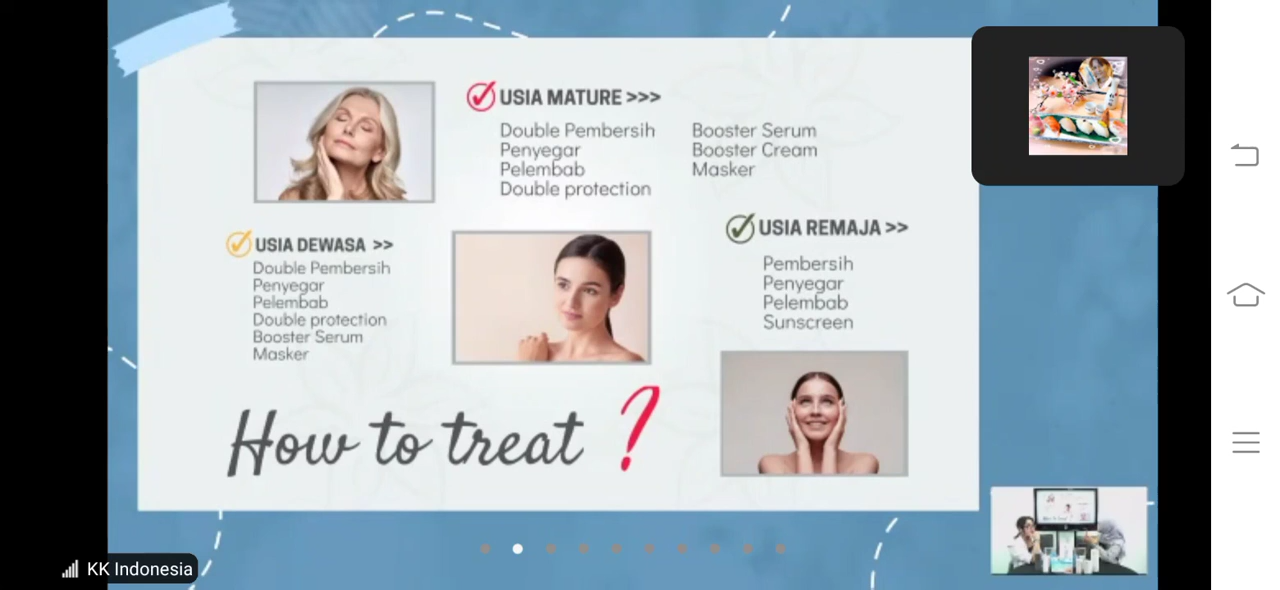 USIA MATURE >>>
Double Pembersih
Penyegar
Pelembab
Double protection
Booster Serum
Booster Cream
Masker
USIA DEWASA >>
Double Pembersih
Penyegar
Pelembab
Double protection
Booster Serum
Masker
USIA REMAJA >>
Pembersih
Penyegar
Pelembab
Sunscreen
How to treat ?
KK Indonesia